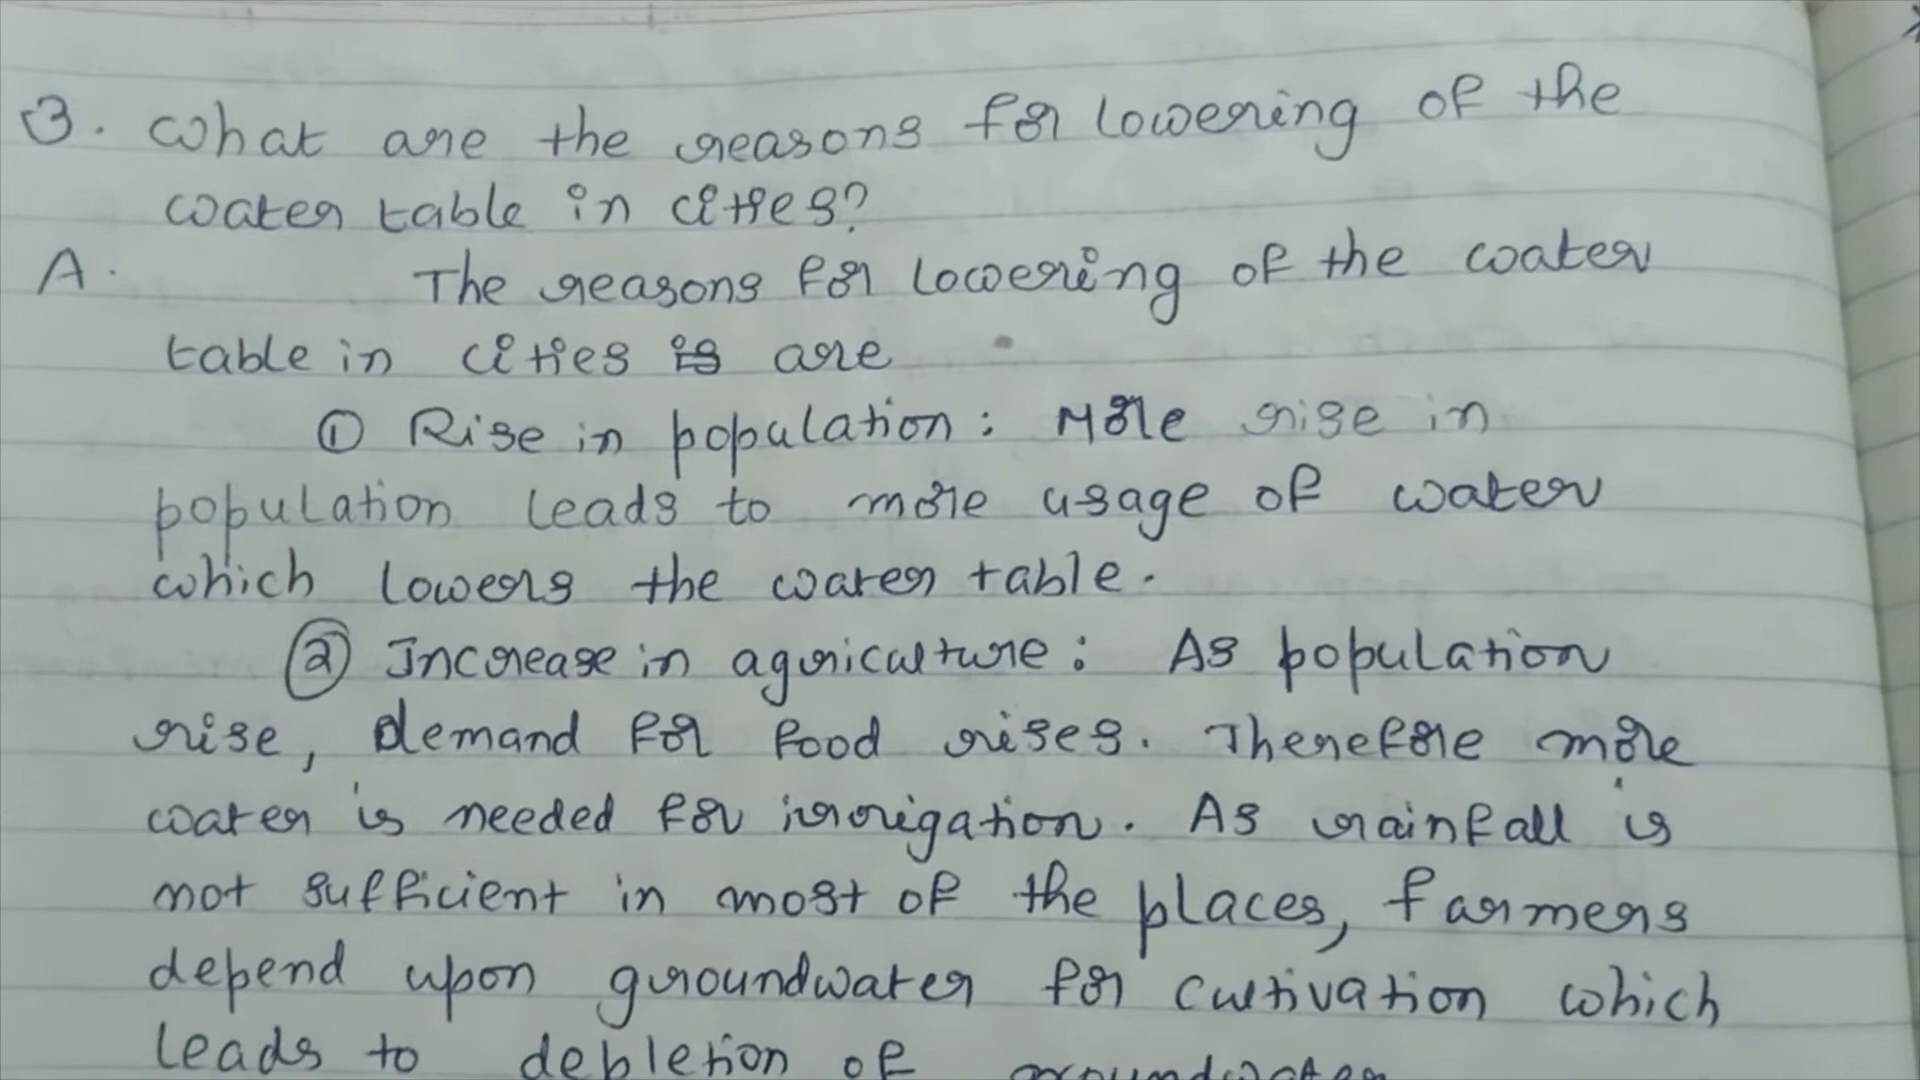 3. What are the reasons for lowering of the
water table in cities?
A. The reasons for lowering of the water
table in cities is are
① Rise in population: More rise in
population leads to more usage of water
which lowers the water table.
② Increase in agriculture: As population
rise, demand for food rises. Therefore more
water is needed for irrigation. As rainfall is
not sufficient in most of the places, farmers
depend upon groundwater for cultivation which
leads to depletion of groundwater